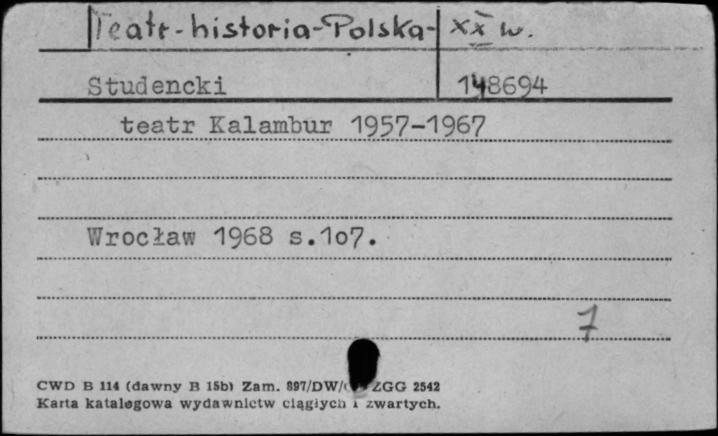 Teatr-historia-Polska-XX w.
Studencki 148694
teatr Kalambur 1957-1967
Wrocław 1968 s.1o7.
7
CWD B 114 (dawny B 15b) Zam. 897/DW/ ZGG 2542
Karta katalogowa wydawnictw ciągłych i zwartych.